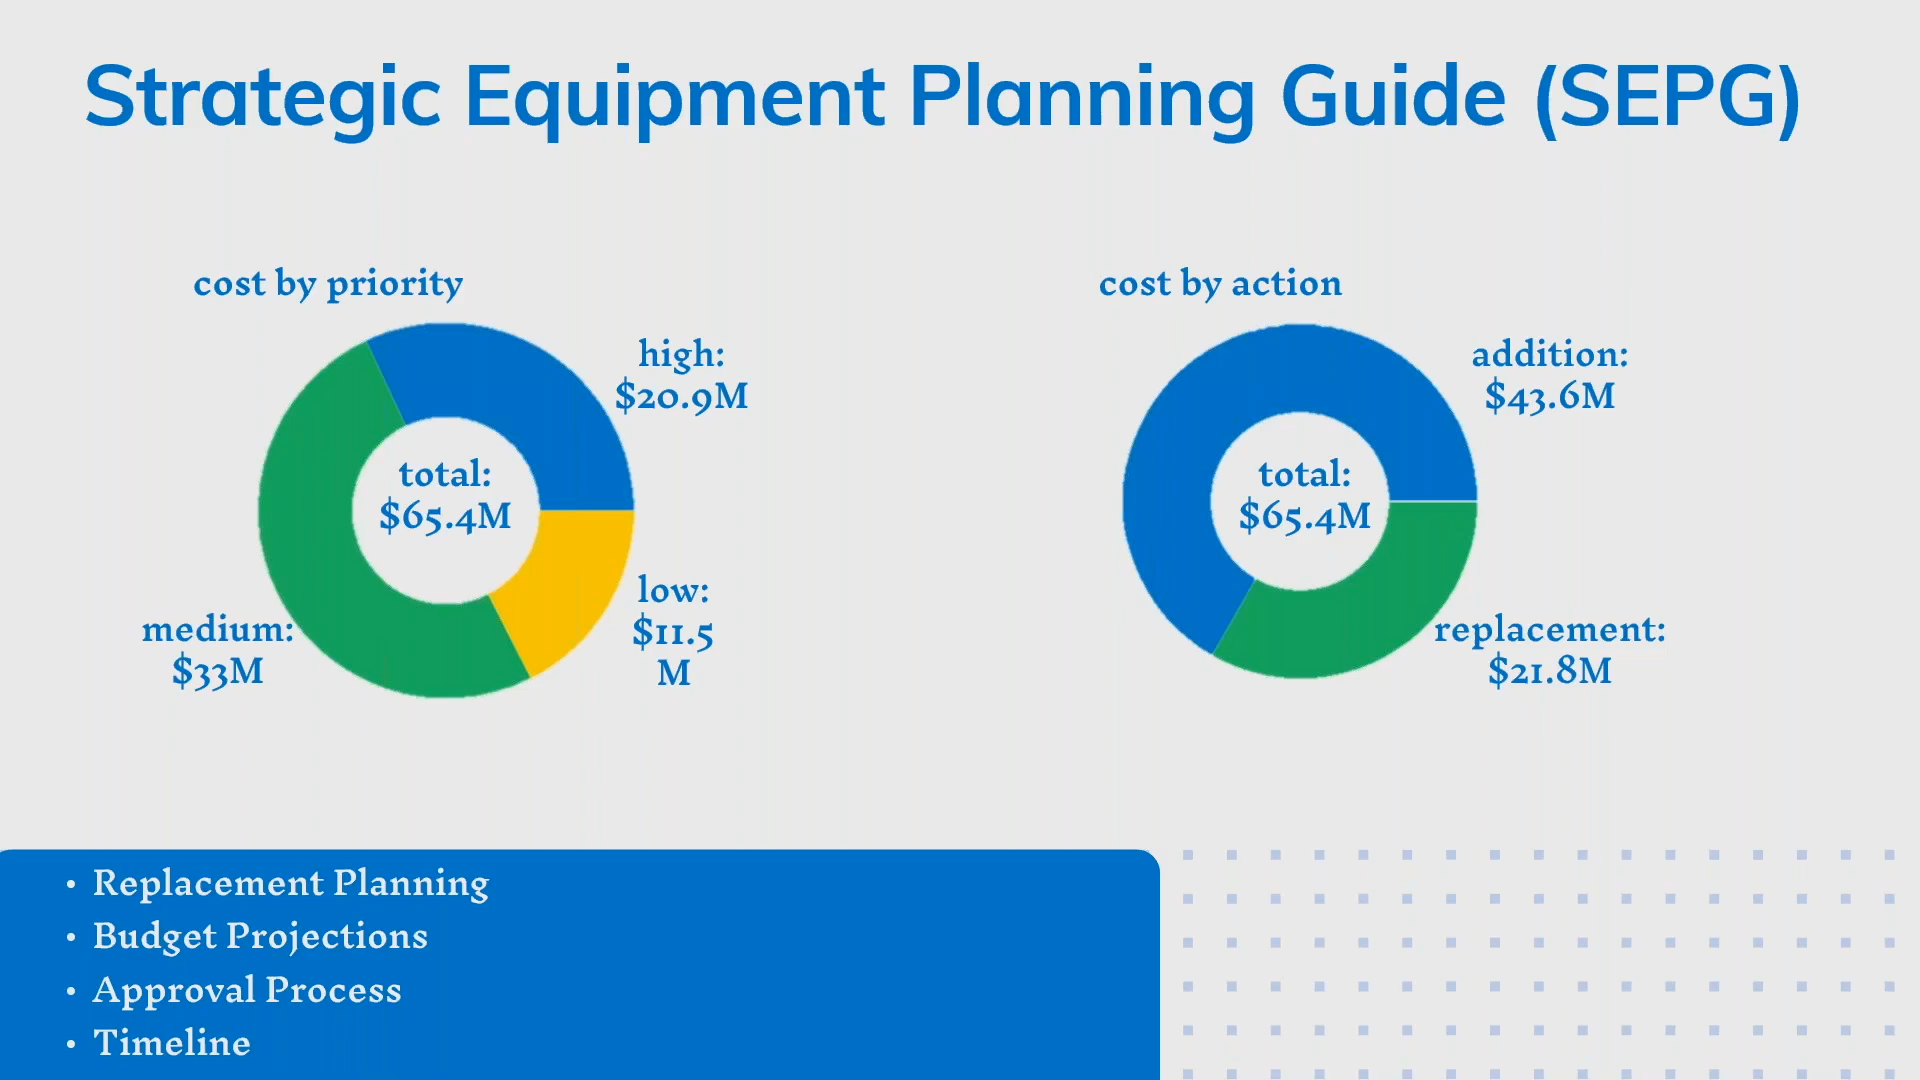 Strategic Equipment Planning Guide (SEPG)
cost by priority
high:
$20.9M
total:
$65.4M
low:
$11.5
M
medium:
$33M
cost by action
addition:
$43.6M
total:
$65.4M
replacement:
$21.8M
• Replacement Planning
• Budget Projections
• Approval Process
• Timeline